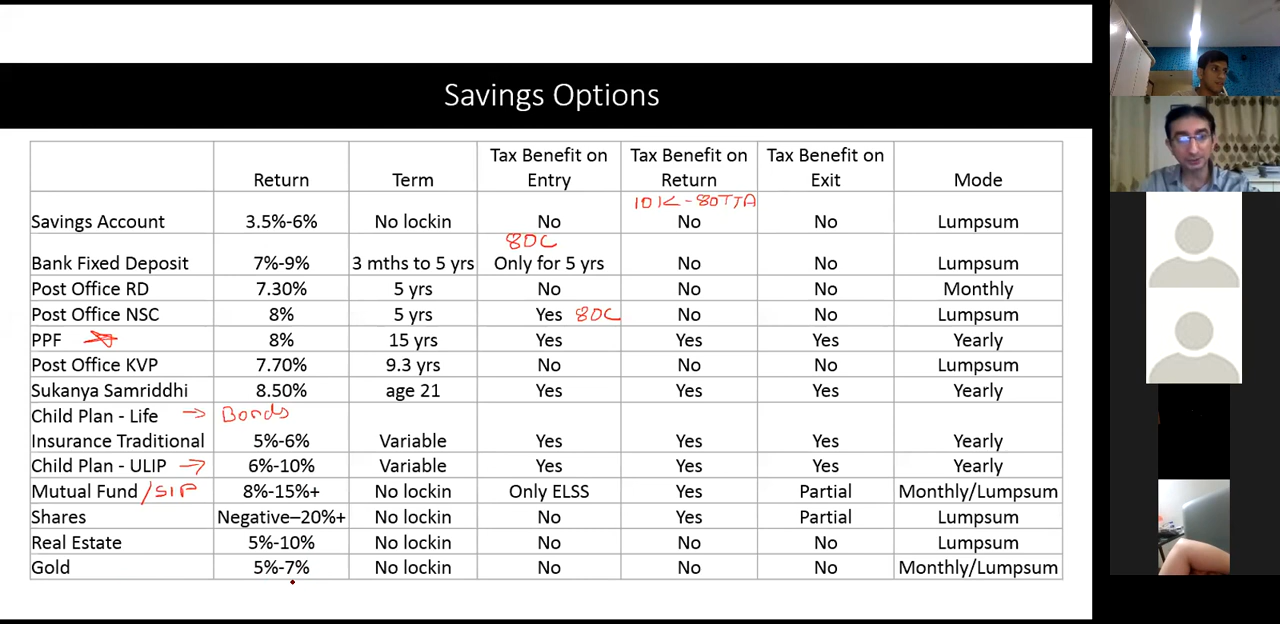 Savings Options
Return Term Tax Benefit on Entry Tax Benefit on Return Tax Benefit on Exit Mode
10K - 80TTA
Savings Account 3.5%-6% No lockin No No No Lumpsum
80C
Bank Fixed Deposit 7%-9% 3 mths to 5 yrs Only for 5 yrs No No Lumpsum
Post Office RD 7.30% 5 yrs No No No Monthly
Post Office NSC 8% 5 yrs Yes 80C No No Lumpsum
PPF 8% 15 yrs Yes Yes Yes Yearly
Post Office KVP 7.70% 9.3 yrs No No No Lumpsum
Sukanya Samriddhi 8.50% age 21 Yes Yes Yes Yearly
Child Plan - Life → Bonds
Insurance Traditional 5%-6% Variable Yes Yes Yes Yearly
Child Plan - ULIP → 6%-10% Variable Yes Yes Yes Yearly
Mutual Fund /SIP 8%-15%+ No lockin Only ELSS Yes Partial Monthly/Lumpsum
Shares Negative–20%+ No lockin No Yes Partial Lumpsum
Real Estate 5%-10% No lockin No No No Lumpsum
Gold 5%-7% No lockin No No No Monthly/Lumpsum